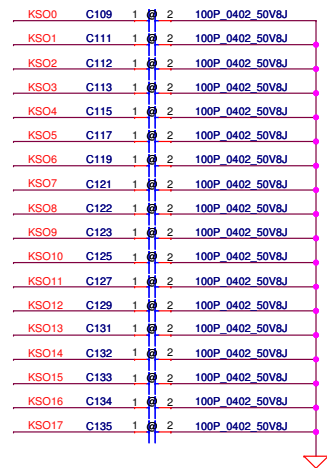 KSO0 C109 1 @ 2 100P_0402_50V8J
KSO1 C111 1 @ 2 100P_0402_50V8J
KSO2 C112 1 @ 2 100P_0402_50V8J
KSO3 C113 1 @ 2 100P_0402_50V8J
KSO4 C115 1 @ 2 100P_0402_50V8J
KSO5 C117 1 @ 2 100P_0402_50V8J
KSO6 C119 1 @ 2 100P_0402_50V8J
KSO7 C121 1 @ 2 100P_0402_50V8J
KSO8 C122 1 @ 2 100P_0402_50V8J
KSO9 C123 1 @ 2 100P_0402_50V8J
KSO10 C125 1 @ 2 100P_0402_50V8J
KSO11 C127 1 @ 2 100P_0402_50V8J
KSO12 C129 1 @ 2 100P_0402_50V8J
KSO13 C131 1 @ 2 100P_0402_50V8J
KSO14 C132 1 @ 2 100P_0402_50V8J
KSO15 C133 1 @ 2 100P_0402_50V8J
KSO16 C134 1 @ 2 100P_0402_50V8J
KSO17 C135 1 @ 2 100P_0402_50V8J